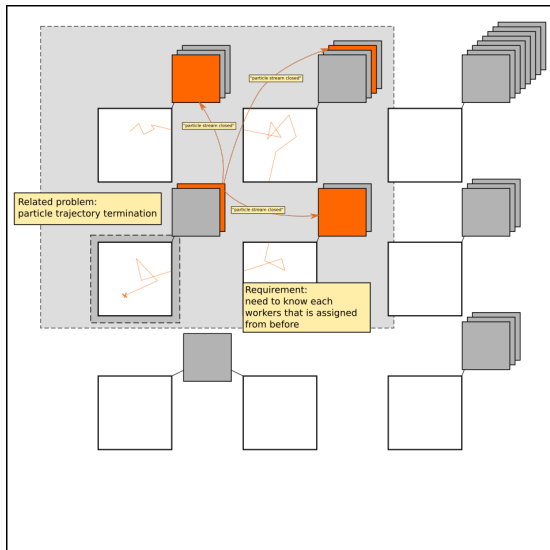 "particle stream closed"
"particle stream closed"
Related problem:
particle trajectory termination
"particle stream closed"
Requirement:
need to know each
workers that is assigned
from before